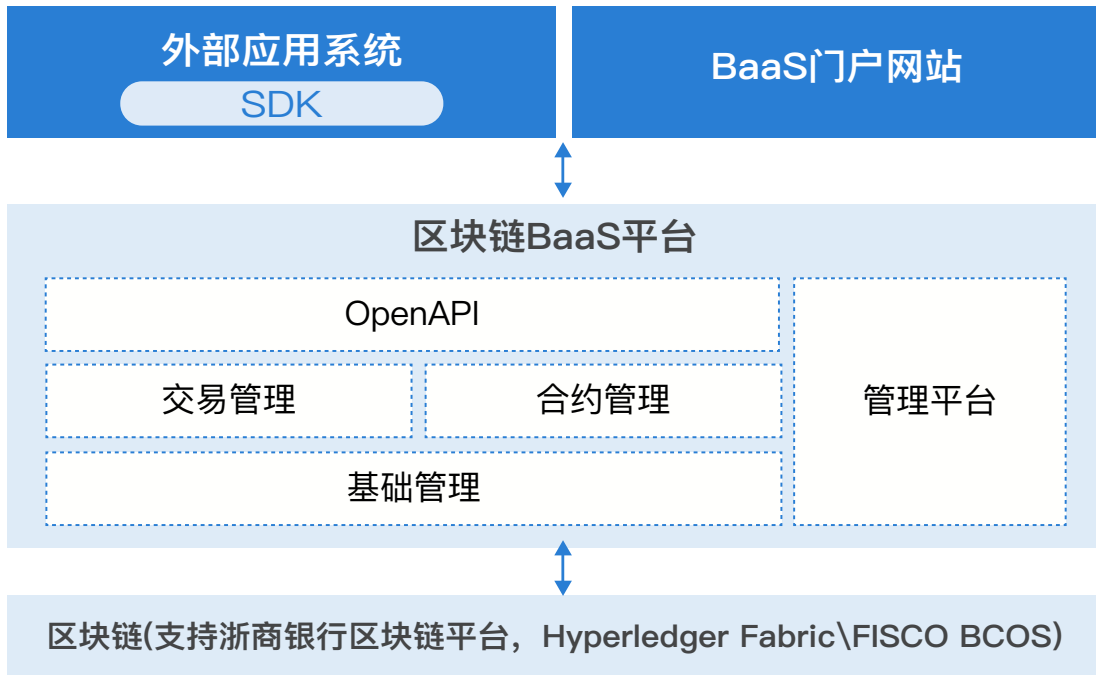 外部应用系统
SDK
BaaS门户网站
区块链BaaS平台
OpenAPI
交易管理
合约管理
管理平台
基础管理
区块链(支持浙商银行区块链平台，Hyperledger Fabric\FISCO BCOS)